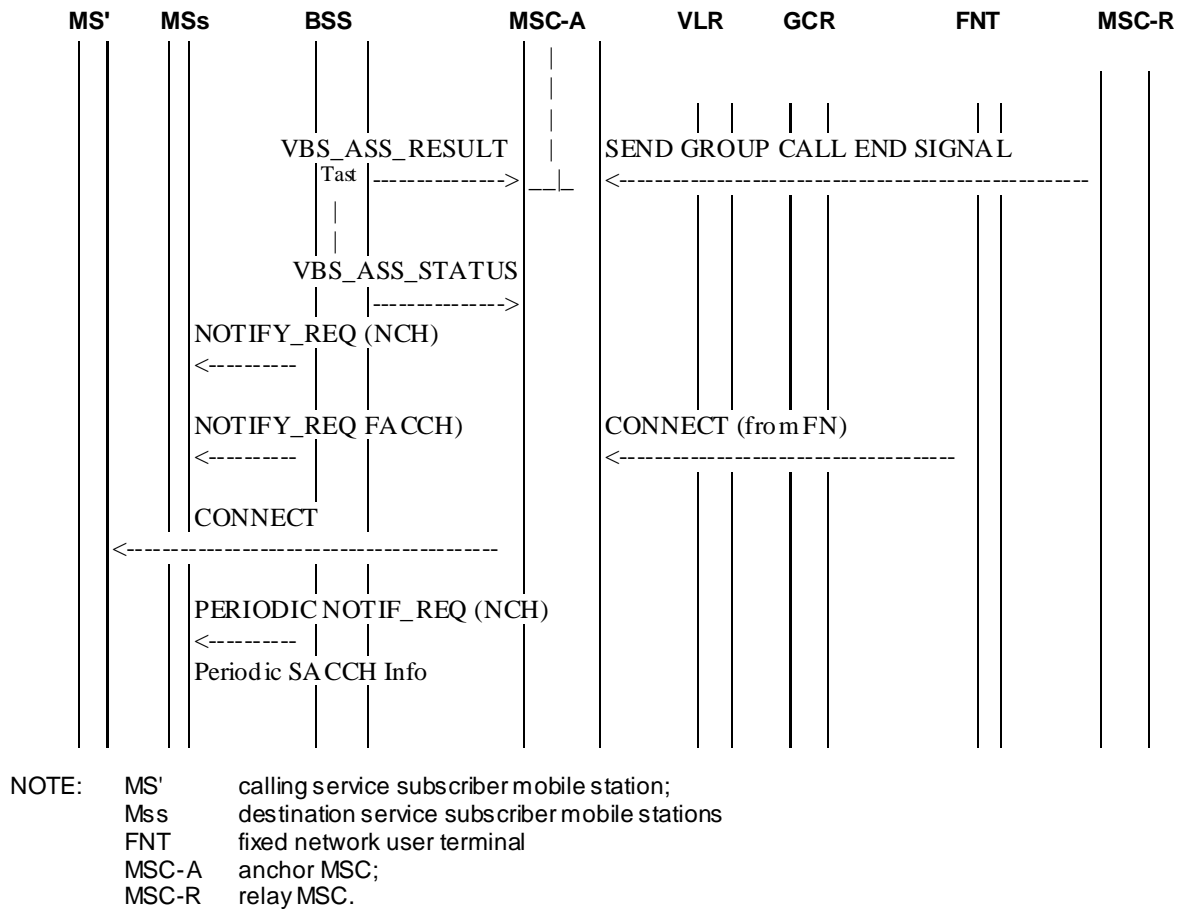 MS' MSs BSS MSC-A VLR GCR FNT MSC-R
VBS_ASS_RESULT SEND GROUP CALL END SIGNAL
Tast
VBS_ASS_STATUS
NOTIFY_REQ (NCH)
NOTIFY_REQ FACCH) CONNECT (from FN)
CONNECT
PERIODIC NOTIF_REQ (NCH)
Periodic SACCH Info
NOTE: MS' calling service subscriber mobile station;
Mss destination service subscriber mobile stations
FNT fixed network user terminal
MSC-A anchor MSC;
MSC-R relay MSC.